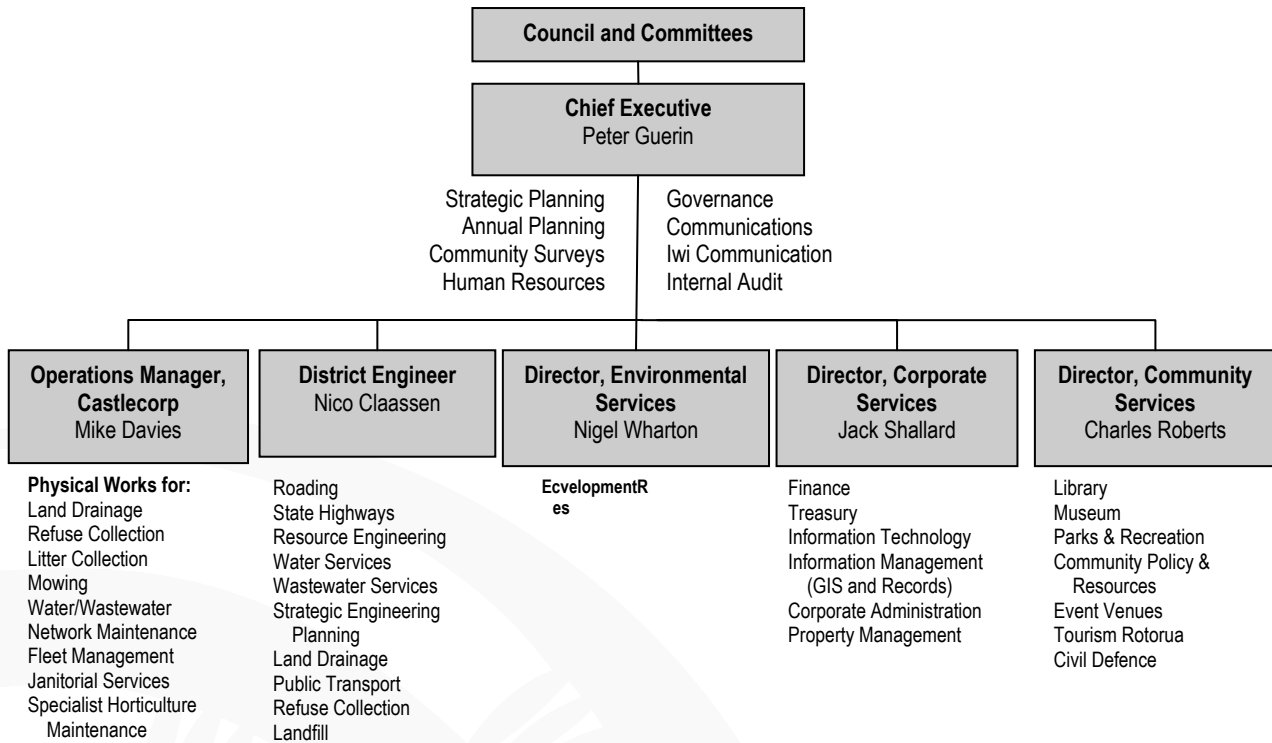 Council and Committees
Chief Executive
Peter Guerin
Strategic Planning
Annual Planning
Community Surveys
Human Resources
Governance
Communications
Iwi Communication
Internal Audit
Operations Manager,
Castlecorp
Mike Davies
Physical Works for:
Land Drainage
Refuse Collection
Litter Collection
Mowing
Water/Wastewater
Network Maintenance
Fleet Management
Janitorial Services
Specialist Horticulture
Maintenance
District Engineer
Nico Claassen
Roading
State Highways
Resource Engineering
Water Services
Wastewater Services
Strategic Engineering
Planning
Land Drainage
Public Transport
Refuse Collection
Landfill
Director, Environmental
Services
Nigel Wharton
EcvelopmentR
es
Director, Corporate
Services
Jack Shallard
Finance
Treasury
Information Technology
Information Management
(GIS and Records)
Corporate Administration
Property Management
Director, Community
Services
Charles Roberts
Library
Museum
Parks & Recreation
Community Policy &
Resources
Event Venues
Tourism Rotorua
Civil Defence